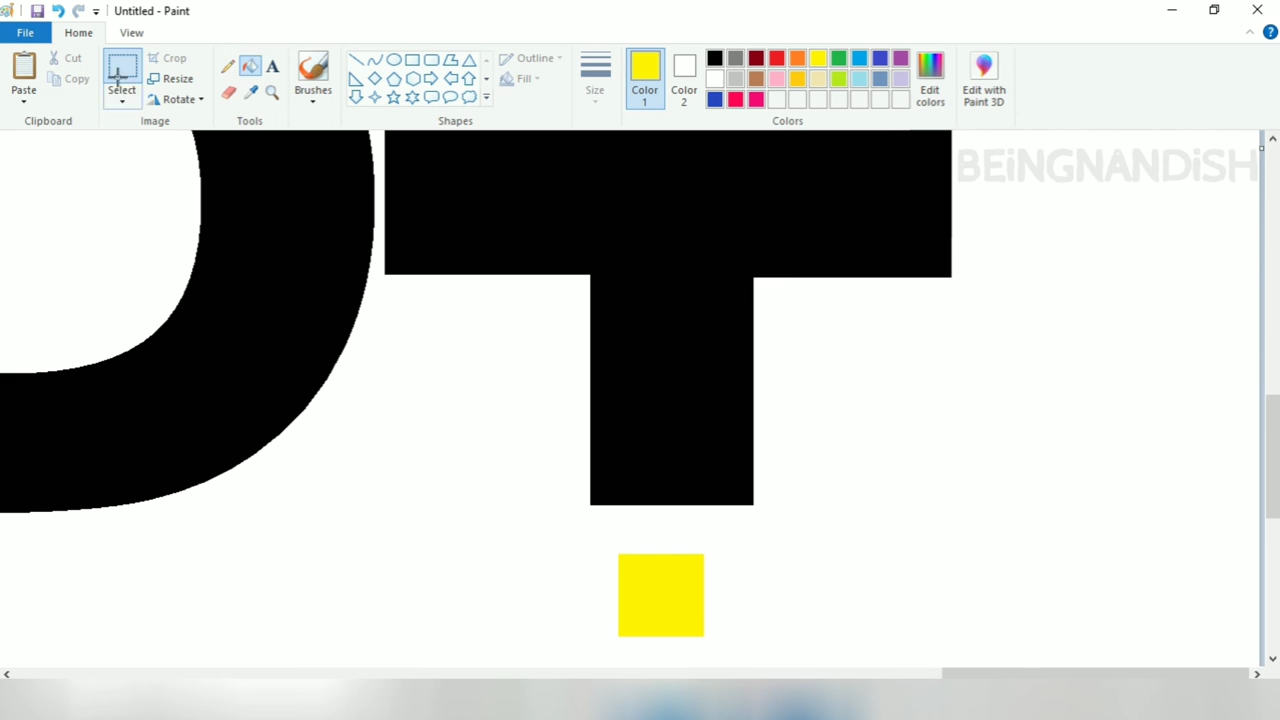 Untitled - Paint
File
Home
View
Paste
Cut
Copy
Clipboard
Select
Crop
Resize
Rotate
Image
A
Tools
Brushes
Outline
Fill
Shapes
Size
Color 1
Color 2
Edit colors
Colors
Edit with Paint 3D
BEiNGNANDiSH